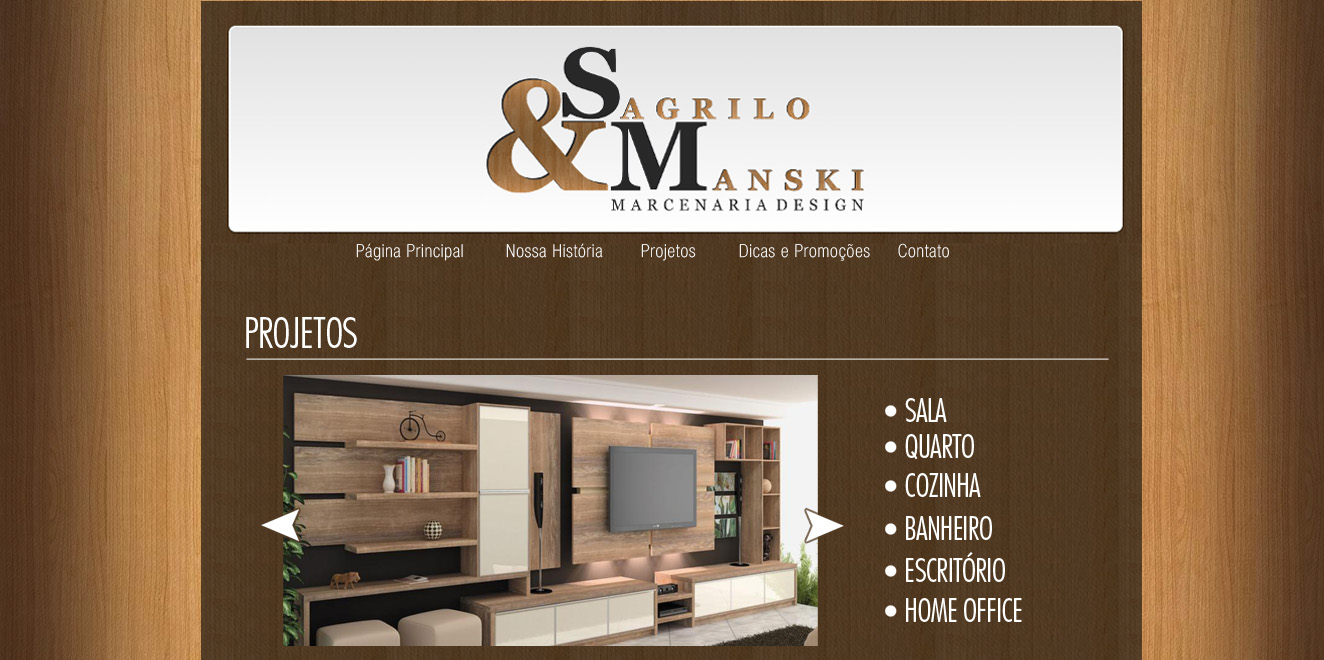 SAGRILO
& MANSKI
MARCENARIA DESIGN
Página Principal Nossa História Projetos Dicas e Promoções Contato
PROJETOS
• SALA
• QUARTO
• COZINHA
• BANHEIRO
• ESCRITÓRIO
• HOME OFFICE